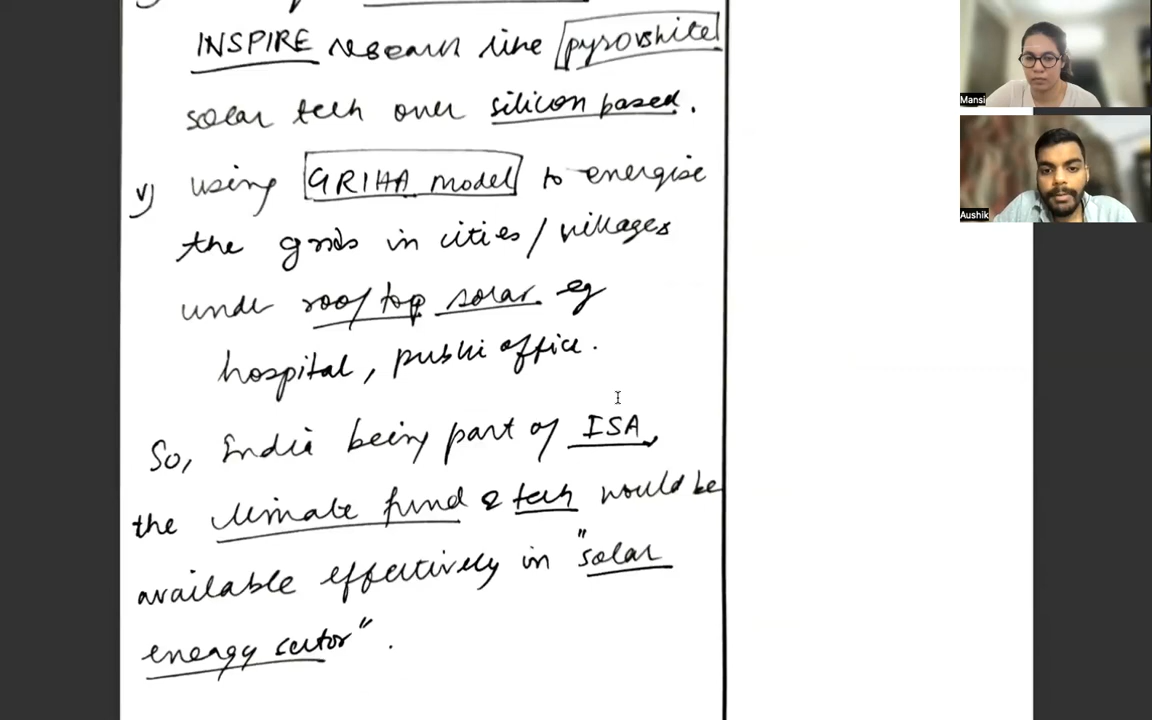 INSPIRE research like pyrovshite
solar tech over silicon based.
v) using GRIHA model to energise
the grids in cities / villages
under rooftop solar eg
hospital, public office.
So, India being part of ISA,
the climate fund & tech would be
available effectively in "solar
energy sector".
Mansi
Aushik